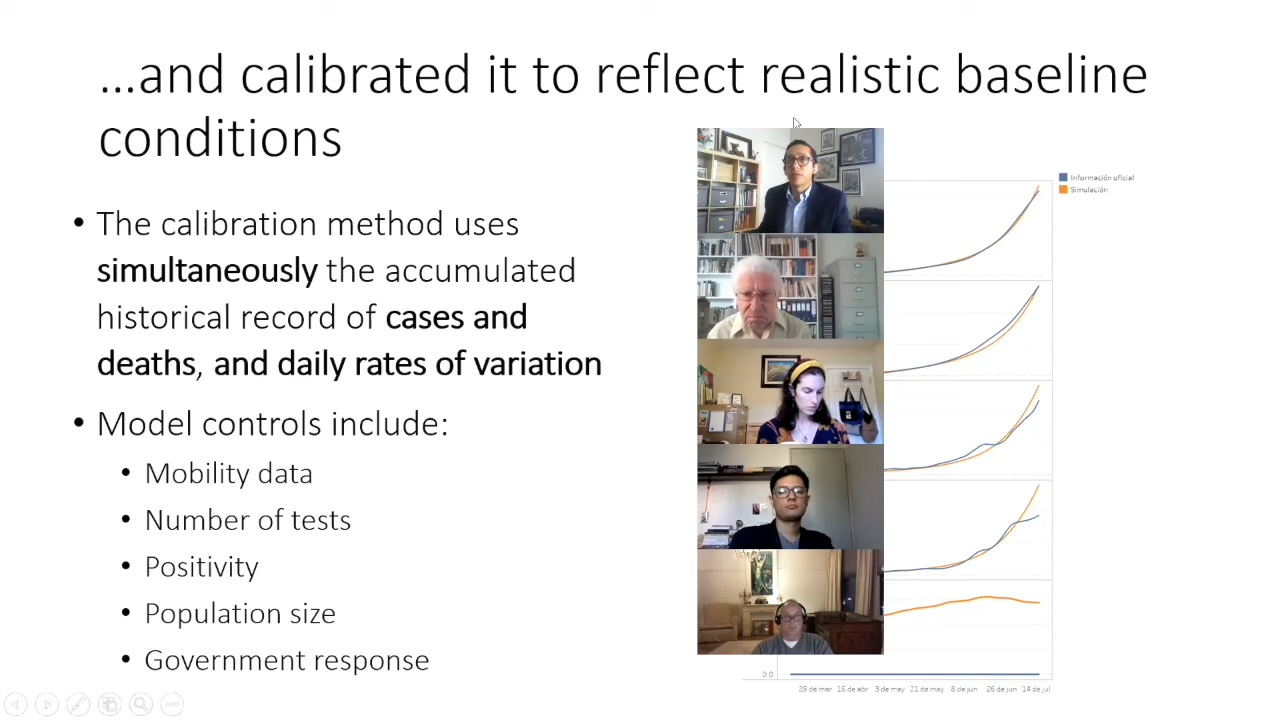 ...and calibrated it to reflect realistic baseline
conditions
• The calibration method uses
simultaneously the accumulated
historical record of cases and
deaths, and daily rates of variation
• Model controls include:
• Mobility data
• Number of tests
• Positivity
• Population size
• Government response
Información oficial
Simulación
0.0
28 de mar 15 de abr 3 de may 21 de may 8 de jun 26 de jun 14 de jul